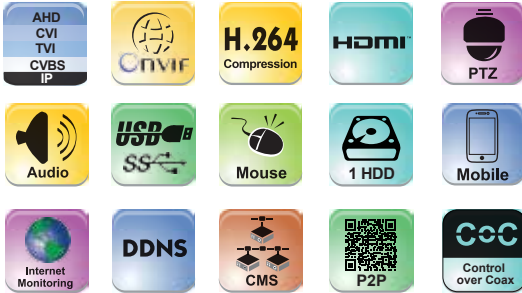 AHD
CVI
TVI
CVBS
IP
Onvif
H.264
Compression
HDMI
PTZ
Audio
USB
SS
Mouse
1 HDD
Mobile
Internet
Monitoring
DDNS
CMS
P2P
CoC
Control
over Coax